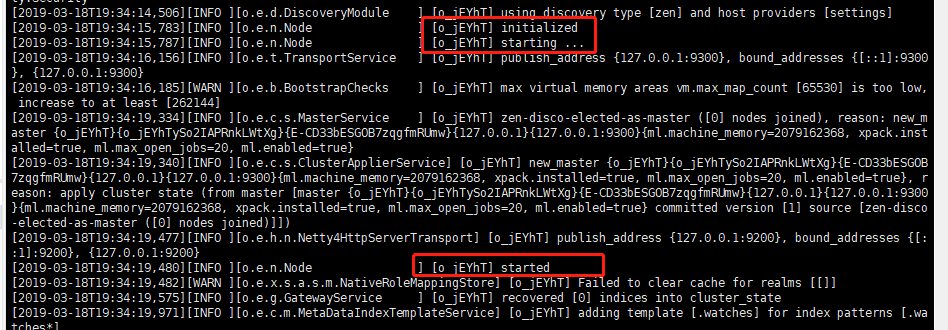 ty.Security
[2019-03-18T19:34:14,506][INFO ][o.e.d.DiscoveryModule    ] [o_jEYhT] using discovery type [zen] and host providers [settings]
[2019-03-18T19:34:15,783][INFO ][o.e.n.Node               ] [o_jEYhT] initialized
[2019-03-18T19:34:15,787][INFO ][o.e.n.Node               ] [o_jEYhT] starting ...
[2019-03-18T19:34:16,156][INFO ][o.e.t.TransportService   ] [o_jEYhT] publish_address {127.0.0.1:9300}, bound_addresses {[::1]:9300
}, {127.0.0.1:9300}
[2019-03-18T19:34:16,185][WARN ][o.e.b.BootstrapChecks    ] [o_jEYhT] max virtual memory areas vm.max_map_count [65530] is too low,
 increase to at least [262144]
[2019-03-18T19:34:19,334][INFO ][o.e.c.s.MasterService    ] [o_jEYhT] zen-disco-elected-as-master ([0] nodes joined), reason: new_m
aster {o_jEYhT}{o_jEYhTySo2IAPRnkLWtXg}{E-CD33bESGOB7zqgfmRUmw}{127.0.0.1}{127.0.0.1:9300}{ml.machine_memory=2079162368, xpack.inst
alled=true, ml.max_open_jobs=20, ml.enabled=true}
[2019-03-18T19:34:19,340][INFO ][o.e.c.s.ClusterApplierService] [o_jEYhT] new_master {o_jEYhT}{o_jEYhTySo2IAPRnkLWtXg}{E-CD33bESGOB
7zqgfmRUmw}{127.0.0.1}{127.0.0.1:9300}{ml.machine_memory=2079162368, xpack.installed=true, ml.max_open_jobs=20, ml.enabled=true}, r
eason: apply cluster state (from master [master {o_jEYhT}{o_jEYhTySo2IAPRnkLWtXg}{E-CD33bESGOB7zqgfmRUmw}{127.0.0.1}{127.0.0.1:9300
}{ml.machine_memory=2079162368, xpack.installed=true, ml.max_open_jobs=20, ml.enabled=true} committed version [1] source [zen-disco
-elected-as-master ([0] nodes joined)]])
[2019-03-18T19:34:19,477][INFO ][o.e.h.n.Netty4HttpServerTransport] [o_jEYhT] publish_address {127.0.0.1:9200}, bound_addresses {[:
:1]:9200}, {127.0.0.1:9200}
[2019-03-18T19:34:19,480][INFO ][o.e.n.Node               ] [o_jEYhT] started
[2019-03-18T19:34:19,482][WARN ][o.e.x.s.a.s.m.NativeRoleMappingStore] [o_jEYhT] Failed to clear cache for realms [[]]
[2019-03-18T19:34:19,575][INFO ][o.e.g.GatewayService     ] [o_jEYhT] recovered [0] indices into cluster_state
[2019-03-18T19:34:19,971][INFO ][o.e.c.m.MetaDataIndexTemplateService] [o_jEYhT] adding template [.watches] for index patterns [.wa
tches*]